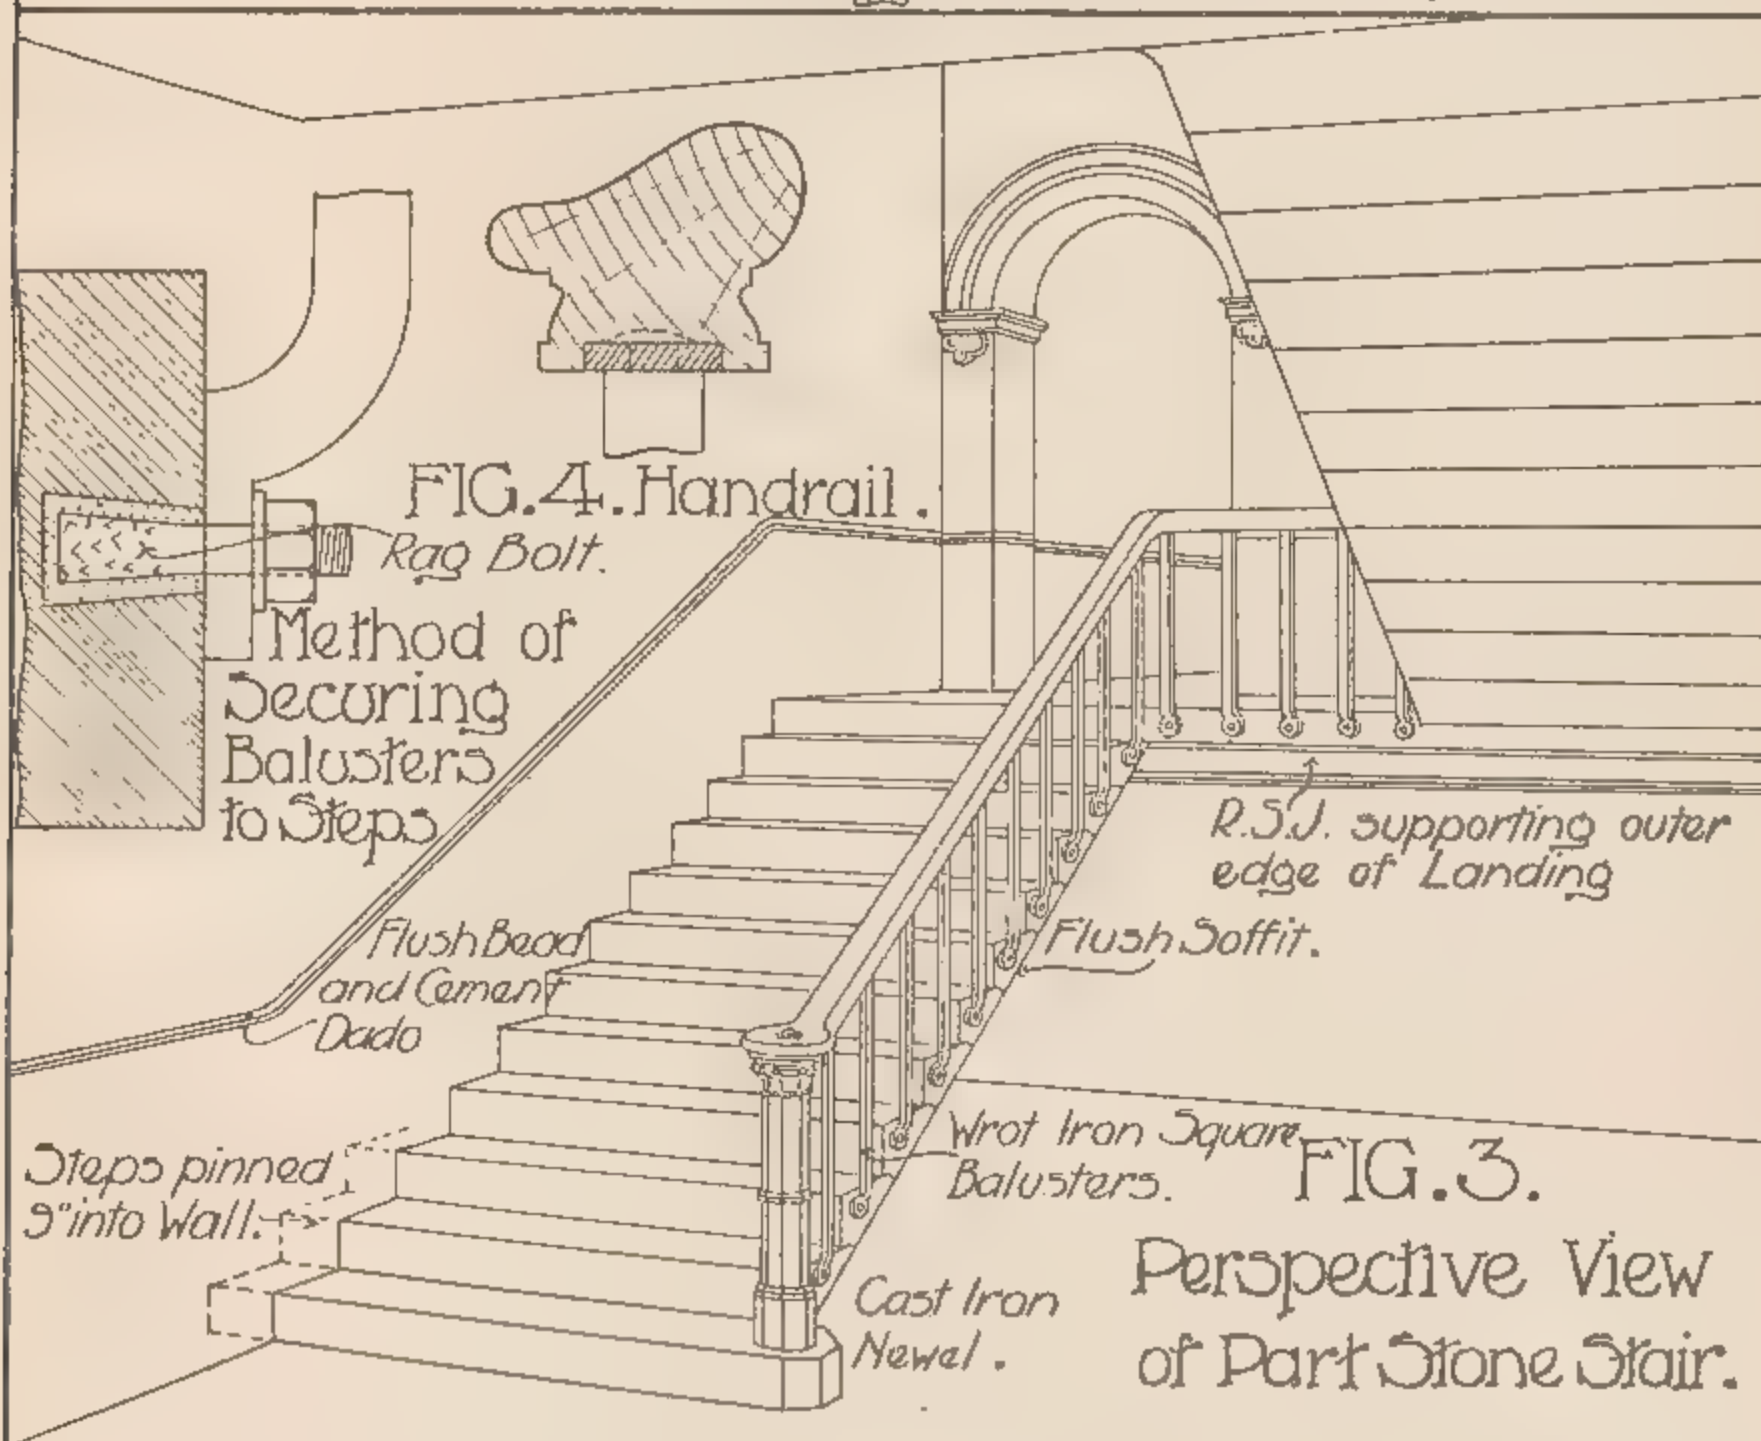 FIG.4. Handrail.
Rag Bolt.
Method of
Securing
Balusters
to Steps
R.S.J. supporting outer
edge of Landing
Flush Bead
and Cement
Dado
Flush Soffit.
Steps pinned
9" into Wall.
Wrot Iron Square
Balusters.
FIG.3.
Perspective View
of Part Stone Stair.
Cast Iron
Newel.